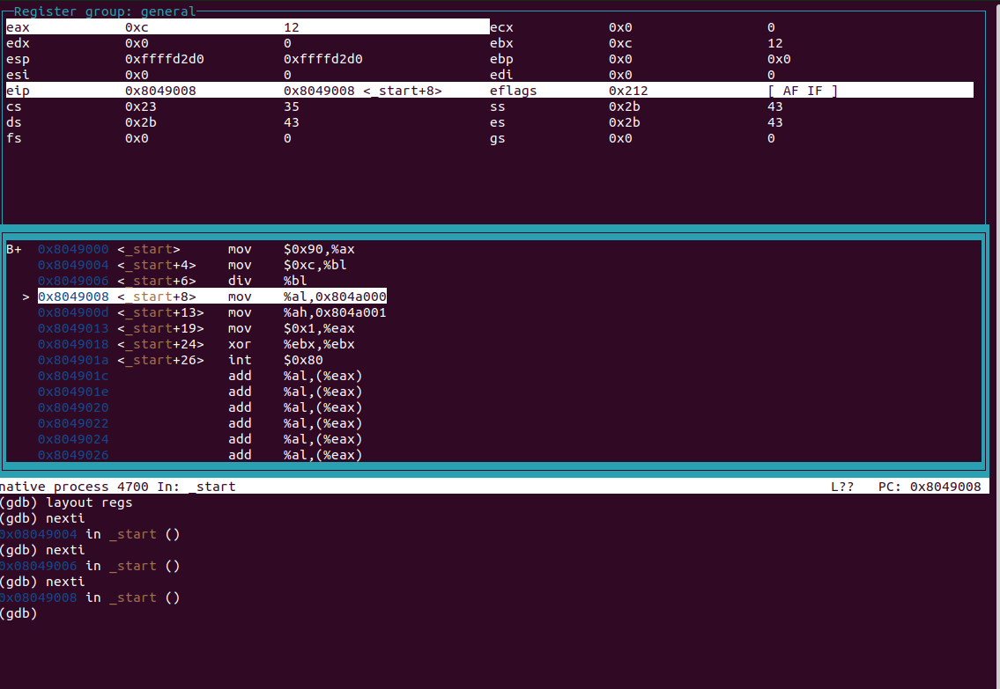 Register group: general
eax 0xc 12 ecx 0x0 0
edx 0x0 0 ebx 0xc 12
esp 0xffffd2d0 0xffffd2d0 ebp 0x0 0x0
esi 0x0 0 edi 0x0 0
eip 0x8049008 0x8049008 <_start+8> eflags 0x212 [ AF IF ]
cs 0x23 35 ss 0x2b 43
ds 0x2b 43 es 0x2b 43
fs 0x0 0 gs 0x0 0
B+ 0x8049000 <_start> mov $0x90,%ax
0x8049004 <_start+4> mov $0xc,%bl
0x8049006 <_start+6> div %bl
> 0x8049008 <_start+8> mov %al,0x804a000
0x804900d <_start+13> mov %ah,0x804a001
0x8049013 <_start+19> mov $0x1,%eax
0x8049018 <_start+24> xor %ebx,%ebx
0x804901a <_start+26> int $0x80
0x804901c add %al,(%eax)
0x804901e add %al,(%eax)
0x8049020 add %al,(%eax)
0x8049022 add %al,(%eax)
0x8049024 add %al,(%eax)
0x8049026 add %al,(%eax)
native process 4700 In: _start L?? PC: 0x8049008
(gdb) layout regs
(gdb) nexti
0x08049004 in _start ()
(gdb) nexti
0x08049006 in _start ()
(gdb) nexti
0x08049008 in _start ()
(gdb)